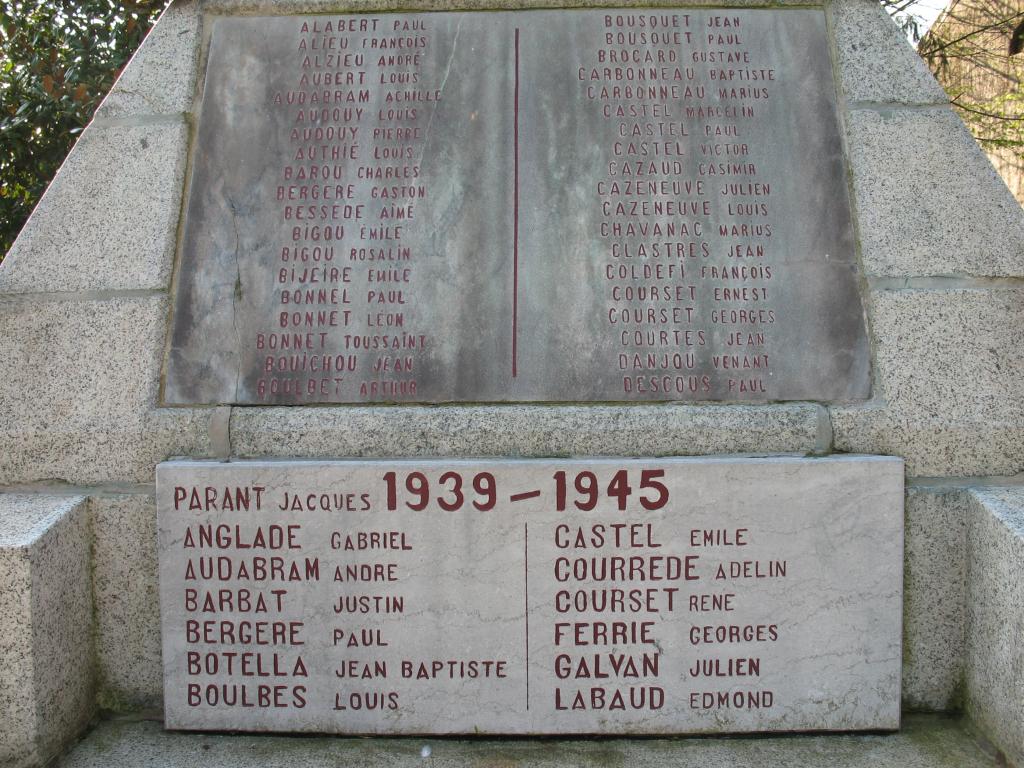 ALABERT PAUL
ALIEU FRANÇOIS
ALZIEU ANDRÉ
AUBERT LOUIS
AUDABRAM ACHILLE
AUDOUY LOUIS
AUDOUY PIERRE
AUTHIÉ LOUIS
BAROU CHARLES
BERGERE GASTON
BESSEDE AIMÉ
BIGOU ÉMILE
BIGOU ROSALIN
BIJEIRE EMILE
BONNEL PAUL
BONNET LEON
BONNET TOUSSAINT
BOUICHOU JEAN
BOULBET ARTHUR
BOUSQUET JEAN
BOUSQUET PAUL
BROCARD GUSTAVE
CARBONNEAU BAPTISTE
CARBONNEAU MARIUS
CASTEL MARCELIN
CASTEL PAUL
CASTEL VICTOR
CAZAUD CASIMIR
CAZENEUVE JULIEN
CAZENEUVE LOUIS
CHAVANAC MARIUS
CLASTRES JEAN
COLDEFI FRANÇOIS
COURSET ERNEST
COURSET GEORGES
COURTES JEAN
DANJOU VENANT
DESCOUS PAUL
PARANT JACQUES 1939 – 1945
ANGLADE GABRIEL
AUDABRAM ANDRE
BARBAT JUSTIN
BERGERE PAUL
BOTELLA JEAN BAPTISTE
BOULBES LOUIS
CASTEL EMILE
COURREDE ADELIN
COURSET RENE
FERRIE GEORGES
GALVAN JULIEN
LABAUD EDMOND